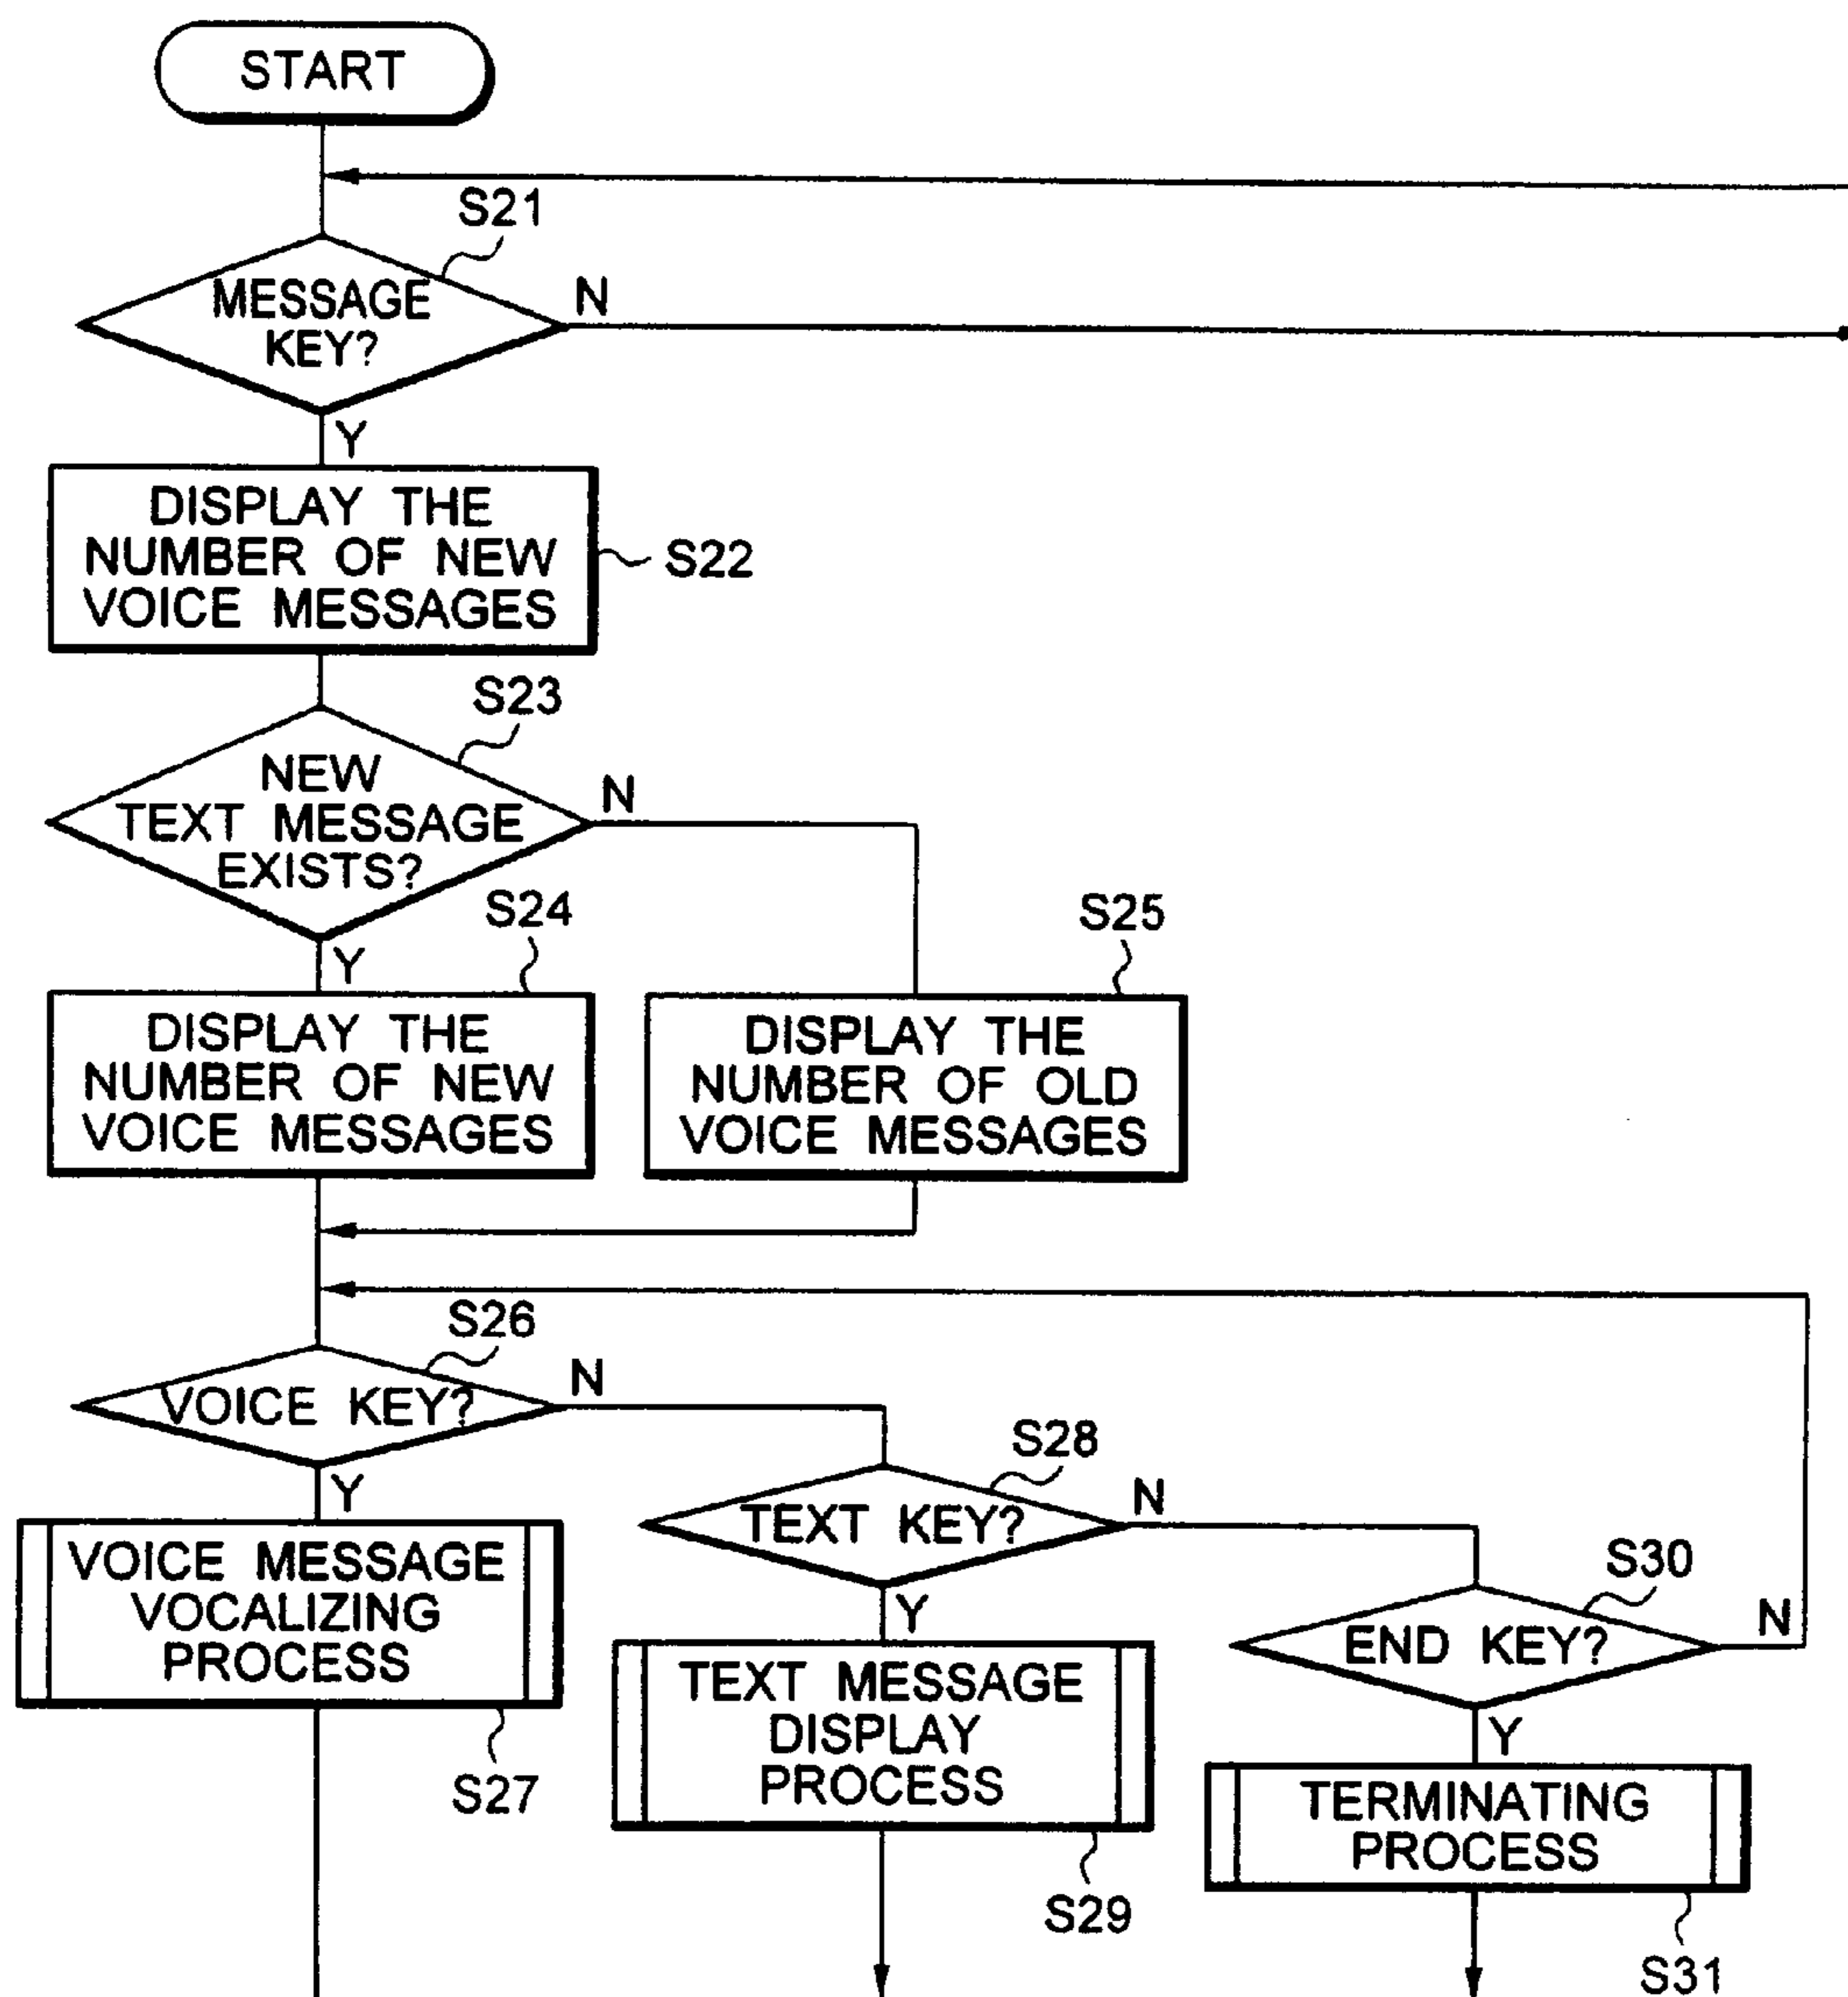 START
S21
MESSAGE
KEY?
N
Y
DISPLAY THE
NUMBER OF NEW
VOICE MESSAGES
S22
S23
NEW
TEXT MESSAGE
EXISTS?
N
Y
S24
DISPLAY THE
NUMBER OF NEW
VOICE MESSAGES
S25
DISPLAY THE
NUMBER OF OLD
VOICE MESSAGES
S26
VOICE KEY?
N
Y
VOICE MESSAGE
VOCALIZING
PROCESS
S27
S28
TEXT KEY?
N
Y
TEXT MESSAGE
DISPLAY
PROCESS
S29
S30
END KEY?
N
Y
TERMINATING
PROCESS
S31